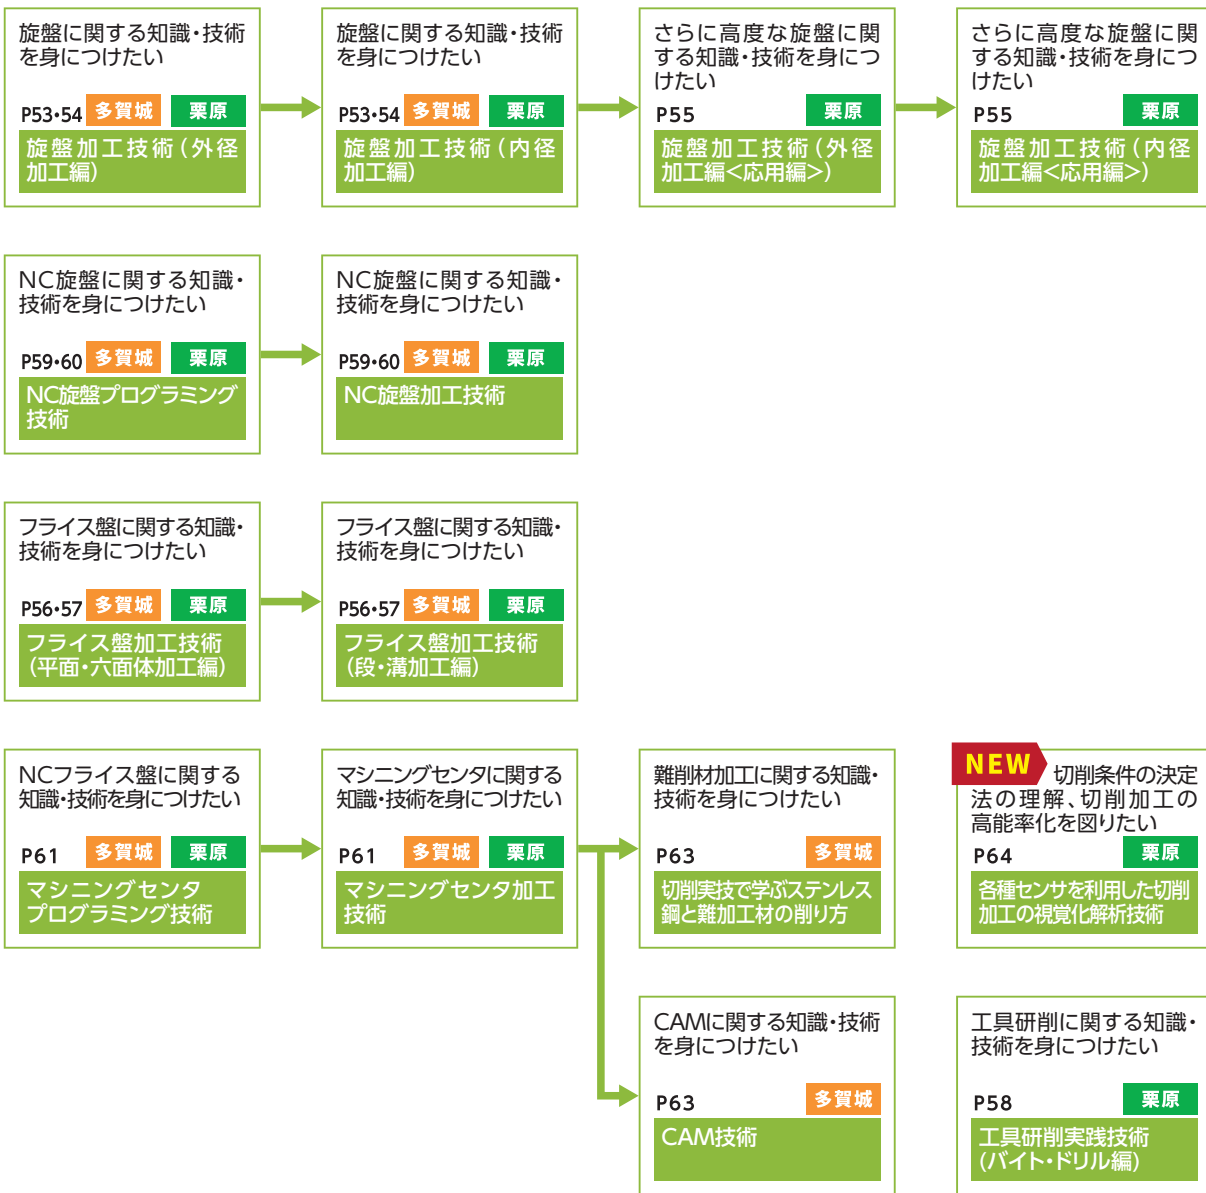 旋盤に関する知識・技術
を身につけたい
P53・54 多賀城 栗原
旋盤加工技術(外径
加工編)
旋盤に関する知識・技術
を身につけたい
P53・54 多賀城 栗原
旋盤加工技術(内径
加工編)
さらに高度な旋盤に関
する知識・技術を身につ
けたい
P55 栗原
旋盤加工技術(外径
加工編<応用編>)
さらに高度な旋盤に関
する知識・技術を身につ
けたい
P55 栗原
旋盤加工技術(内径
加工編<応用編>)
NC旋盤に関する知識・
技術を身につけたい
P59・60 多賀城 栗原
NC旋盤プログラミング
技術
NC旋盤に関する知識・
技術を身につけたい
P59・60 多賀城 栗原
NC旋盤加工技術
フライス盤に関する知識・
技術を身につけたい
P56・57 多賀城 栗原
フライス盤加工技術
(平面・六面体加工編)
フライス盤に関する知識・
技術を身につけたい
P56・57 多賀城 栗原
フライス盤加工技術
(段・溝加工編)
NCフライス盤に関する
知識・技術を身につけたい
P61 多賀城 栗原
マシニングセンタ
プログラミング技術
マシニングセンタに関する
知識・技術を身につけたい
P61 多賀城 栗原
マシニングセンタ加工
技術
難削材加工に関する知識・
技術を身につけたい
P63 多賀城
切削実技で学ぶステンレス
鋼と難加工材の削り方
NEW 切削条件の決定
法の理解、切削加工の
高能率化を図りたい
P64 栗原
各種センサを利用した切削
加工の視覚化解析技術
CAMに関する知識・技術
を身につけたい
P63 多賀城
CAM技術
工具研削に関する知識・
技術を身につけたい
P58 栗原
工具研削実践技術
(バイト・ドリル編)